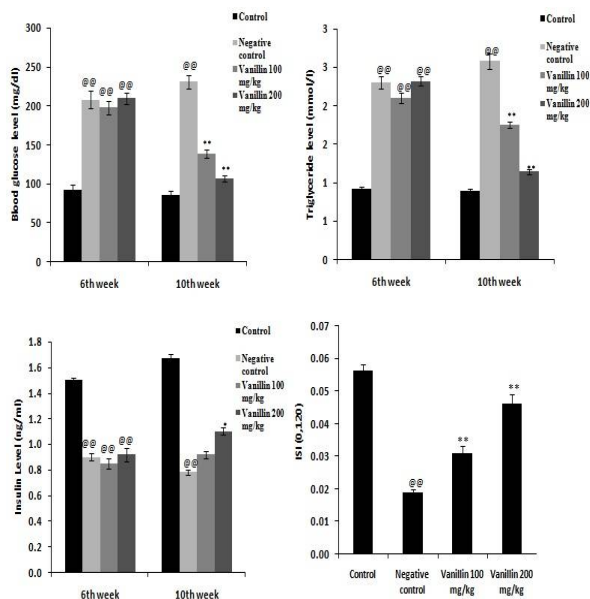 Control
Negative
control
Vanillin 100
mg/kg
Vanillin 200
mg/kg
Blood glucose level (mg/dl)
300
250
200
150
100
50
0
@@
@@
@@
@@
**
**
6th week
10th week
Control
Negative
control
Vanillin 100
mg/kg
Vanillin 200
mg/kg
Triglyceride level (mmol/l)
3
3
2
2
1
1
0
@@
@@
@@
@@
**
**
6th week
10th week
Control
Negative
control
Vanillin 100
mg/kg
Vanillin 200
mg/kg
Insulin Level (ng/ml)
1.8
1.6
1.4
1.2
1.0
0.8
0.6
0.4
0.2
0.0
@@
@@
@@
@@
*
6th week
10th week
ISI (0,120)
0.07
0.06
0.05
0.04
0.03
0.02
0.01
0.00
@@
**
**
Control
Negative
control
Vanillin 100
mg/kg
Vanillin 200
mg/kg